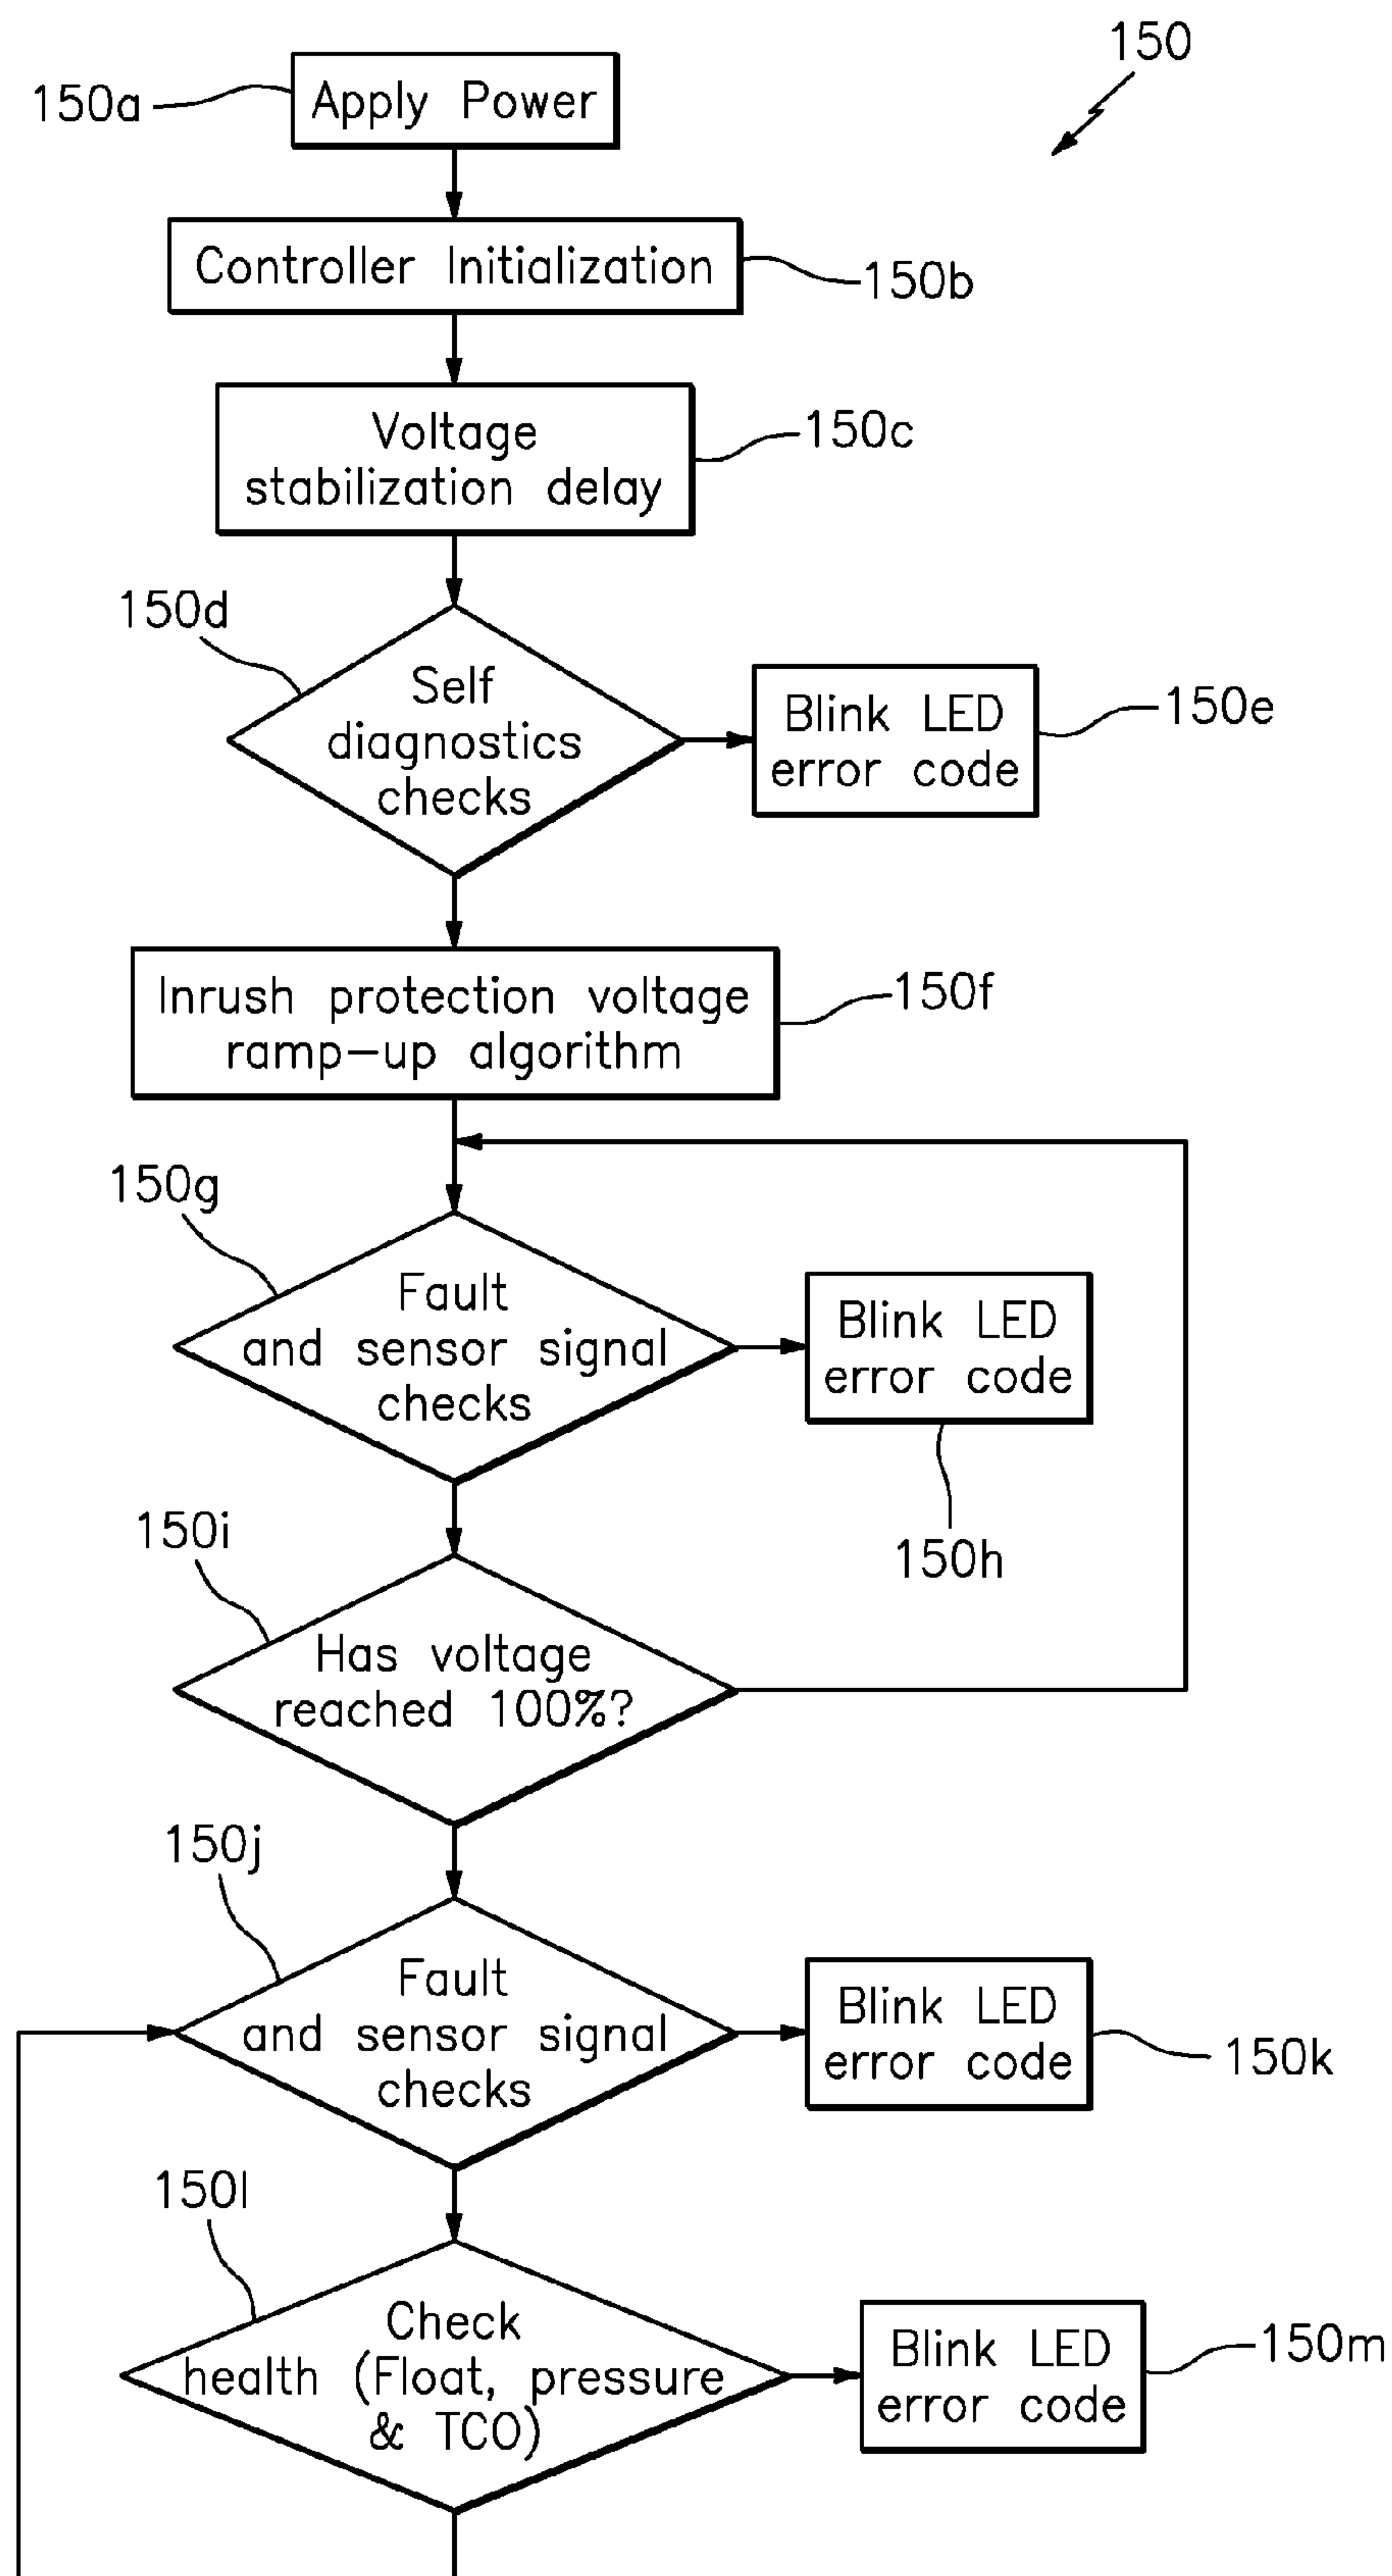 150
150a
Apply Power
Controller Initialization
150b
Voltage
stabilization delay
150c
150d
Self
diagnostics
checks
Blink LED
error code
150e
Inrush protection voltage
ramp-up algorithm
150f
150g
Fault
and sensor signal
checks
Blink LED
error code
150h
150i
Has voltage
reached 100%?
150j
Fault
and sensor signal
checks
Blink LED
error code
150k
150l
Check
health (Float, pressure
& TCO)
Blink LED
error code
150m